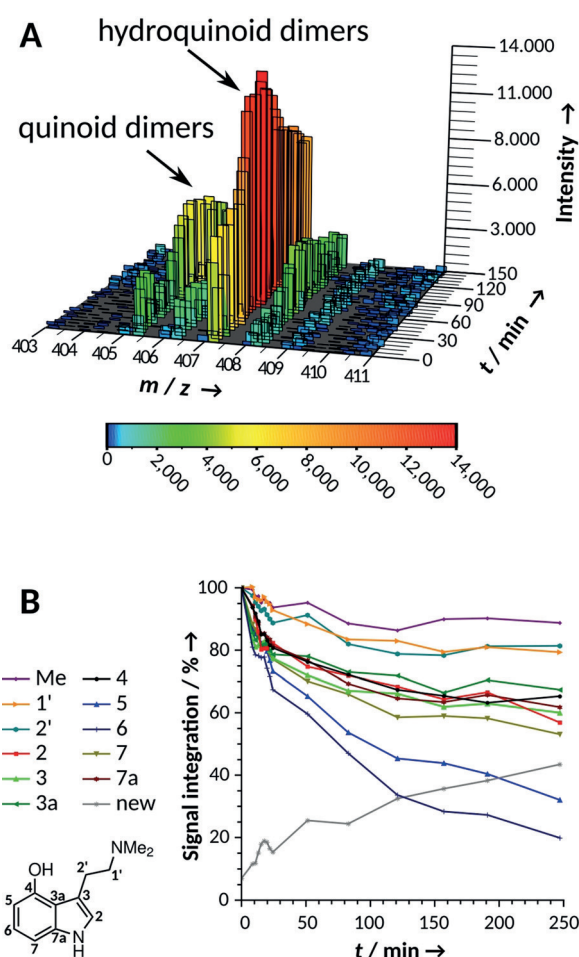 A
hydroquinoid dimers
quinoid dimers
14.000
11.000
8.000
6.000
3.000
Intensity →
150
120
90
60
30
0
t / min →
403
404
405
406
407
408
409
410
411
m / z →
0
2,000
4,000
6,000
8,000
10,000
12,000
14,000
B
Signal integration / % →
100
80
60
40
20
0
0 50 100 150 200 250
t / min →
Me
1'
2'
2
3
3a
4
5
6
7
7a
new
NMe2
2'
1'
OH
4
3a
3
5
2
6
7a
7
N
H